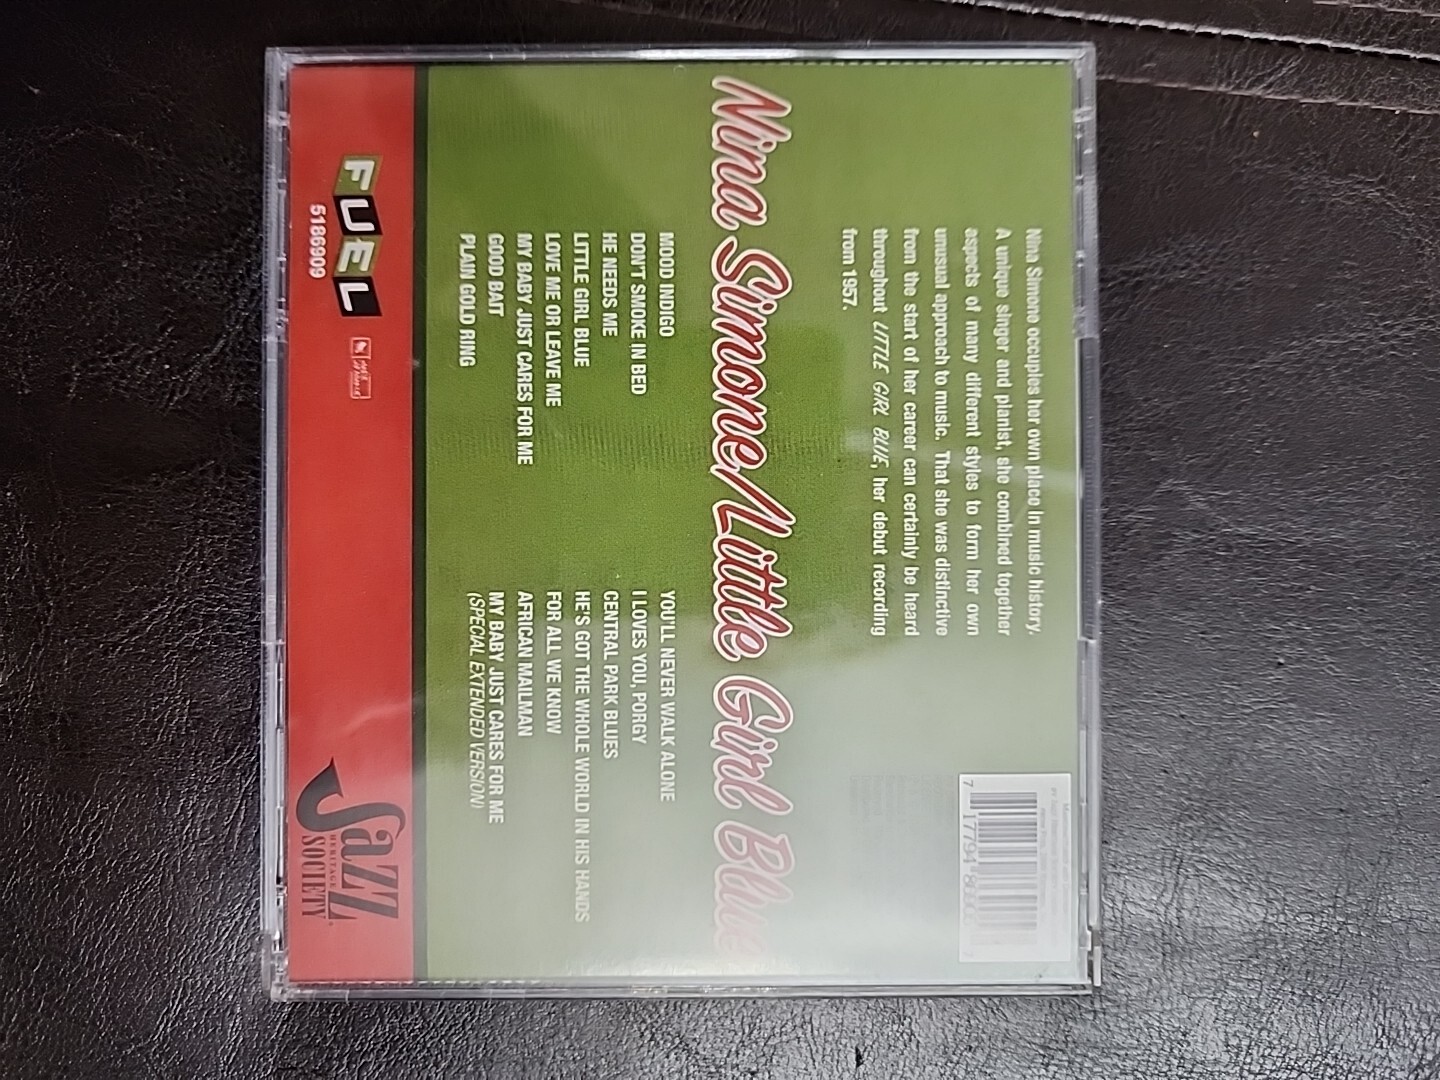 Nina Simone occupies her own place in music history.
A unique singer and pianist, she combined together
aspects of many different styles to form her own
unusual approach to music. That she was distinctive
from the start of her career can certainly be heard
throughout LITTLE GIRL BLUE, her debut recording
from 1957.
Nina Simone/Little Girl Blue
MOOD INDIGO
DON'T SMOKE IN BED
HE NEEDS ME
LITTLE GIRL BLUE
LOVE ME OR LEAVE ME
MY BABY JUST CARES FOR ME
GOOD BAT
PLAIN GOLD RING
YOU'LL NEVER WALK ALONE
I LOVES YOU, PORGY
CENTRAL PARK BLUES
HE'S GOT THE WHOLE WORLD IN HIS HANDS
FOR ALL WE KNOW
AFRICAN MAILMAN
MY BABY JUST CARES FOR ME
(SPECIAL EXTENDED VERSION)
FUEL
5186909
JAZZ
HERITAGE
SOCIETY